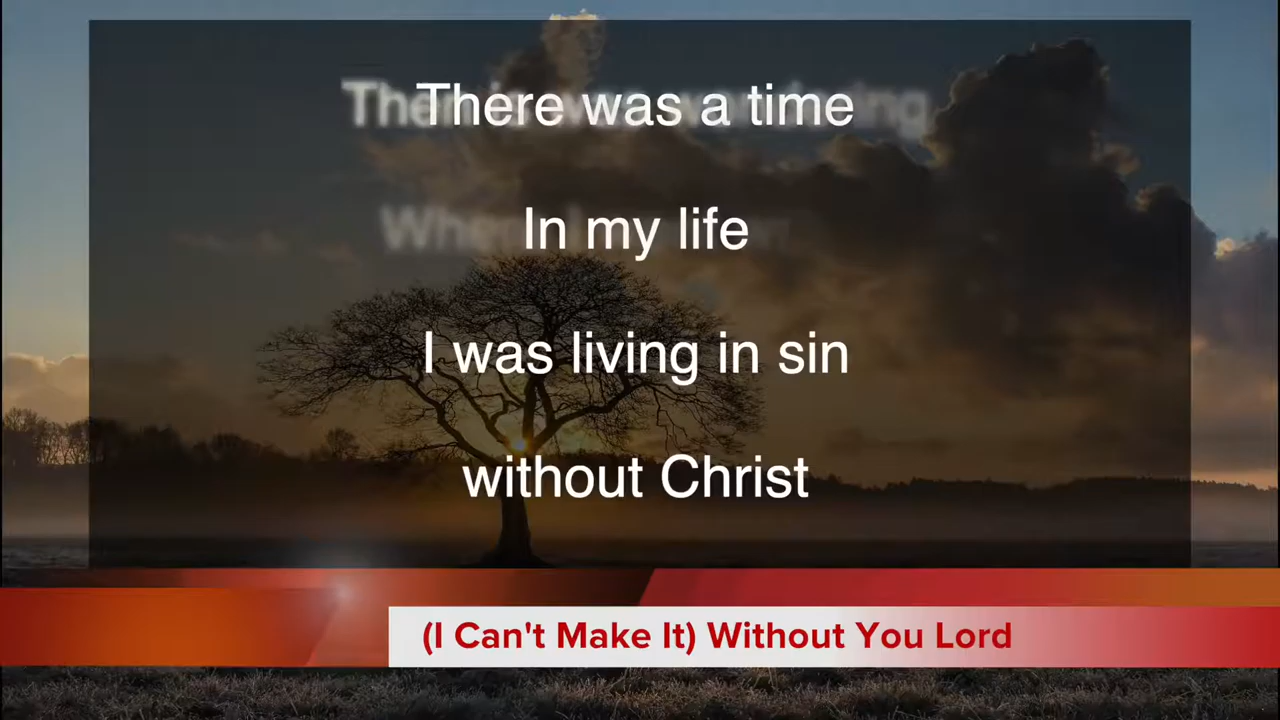 There was a time
In my life
I was living in sin
without Christ
(I Can't Make It) Without You Lord